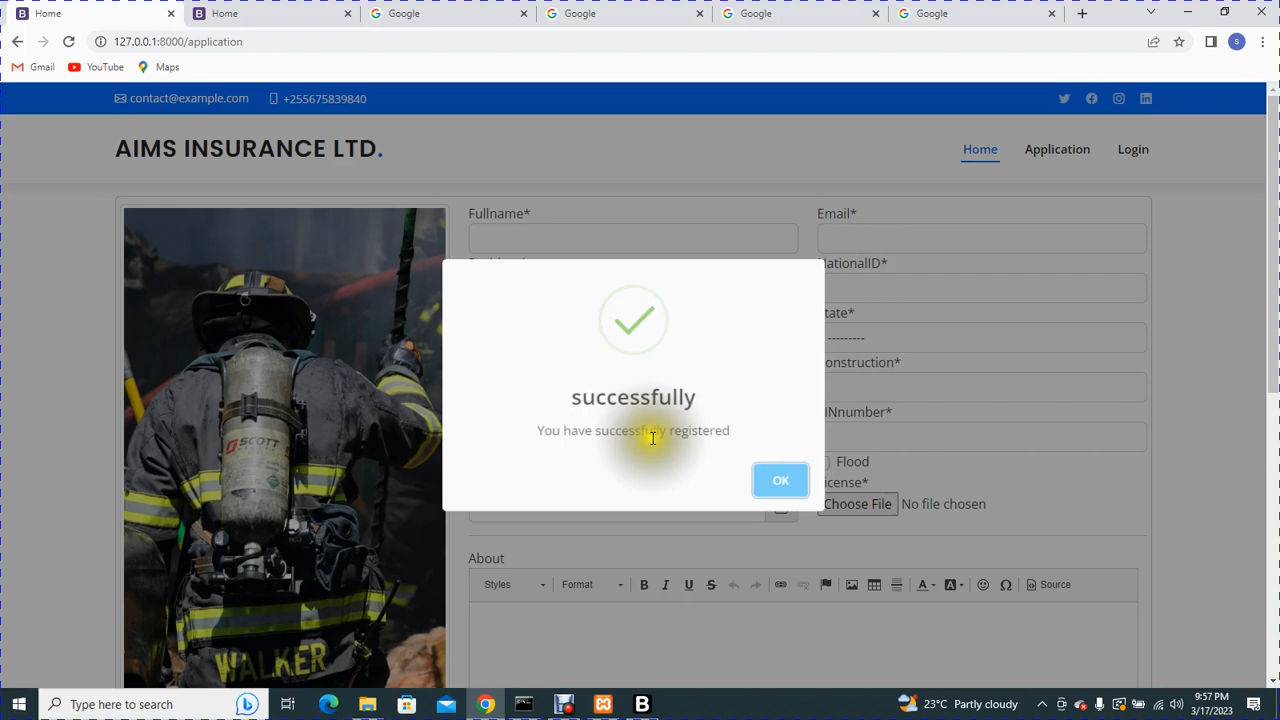 Home
Home
Google
Google
Google
Google
127.0.0.1:8000/application
S
Gmail
YouTube
Maps
contact@example.com
+255675839840
AIMS INSURANCE LTD.
Home
Application
Login
Fullname*
Email*
NationalID*
State*
---------
Construction*
INnumber*
Flood
license*
Choose File
No file chosen
successfully
You have successfully registered
OK
SCOTT
WALKER
About
Styles
Format
B I U S
A
A
Source
Type here to search
23°C Partly cloudy
9:57 PM
3/17/2023